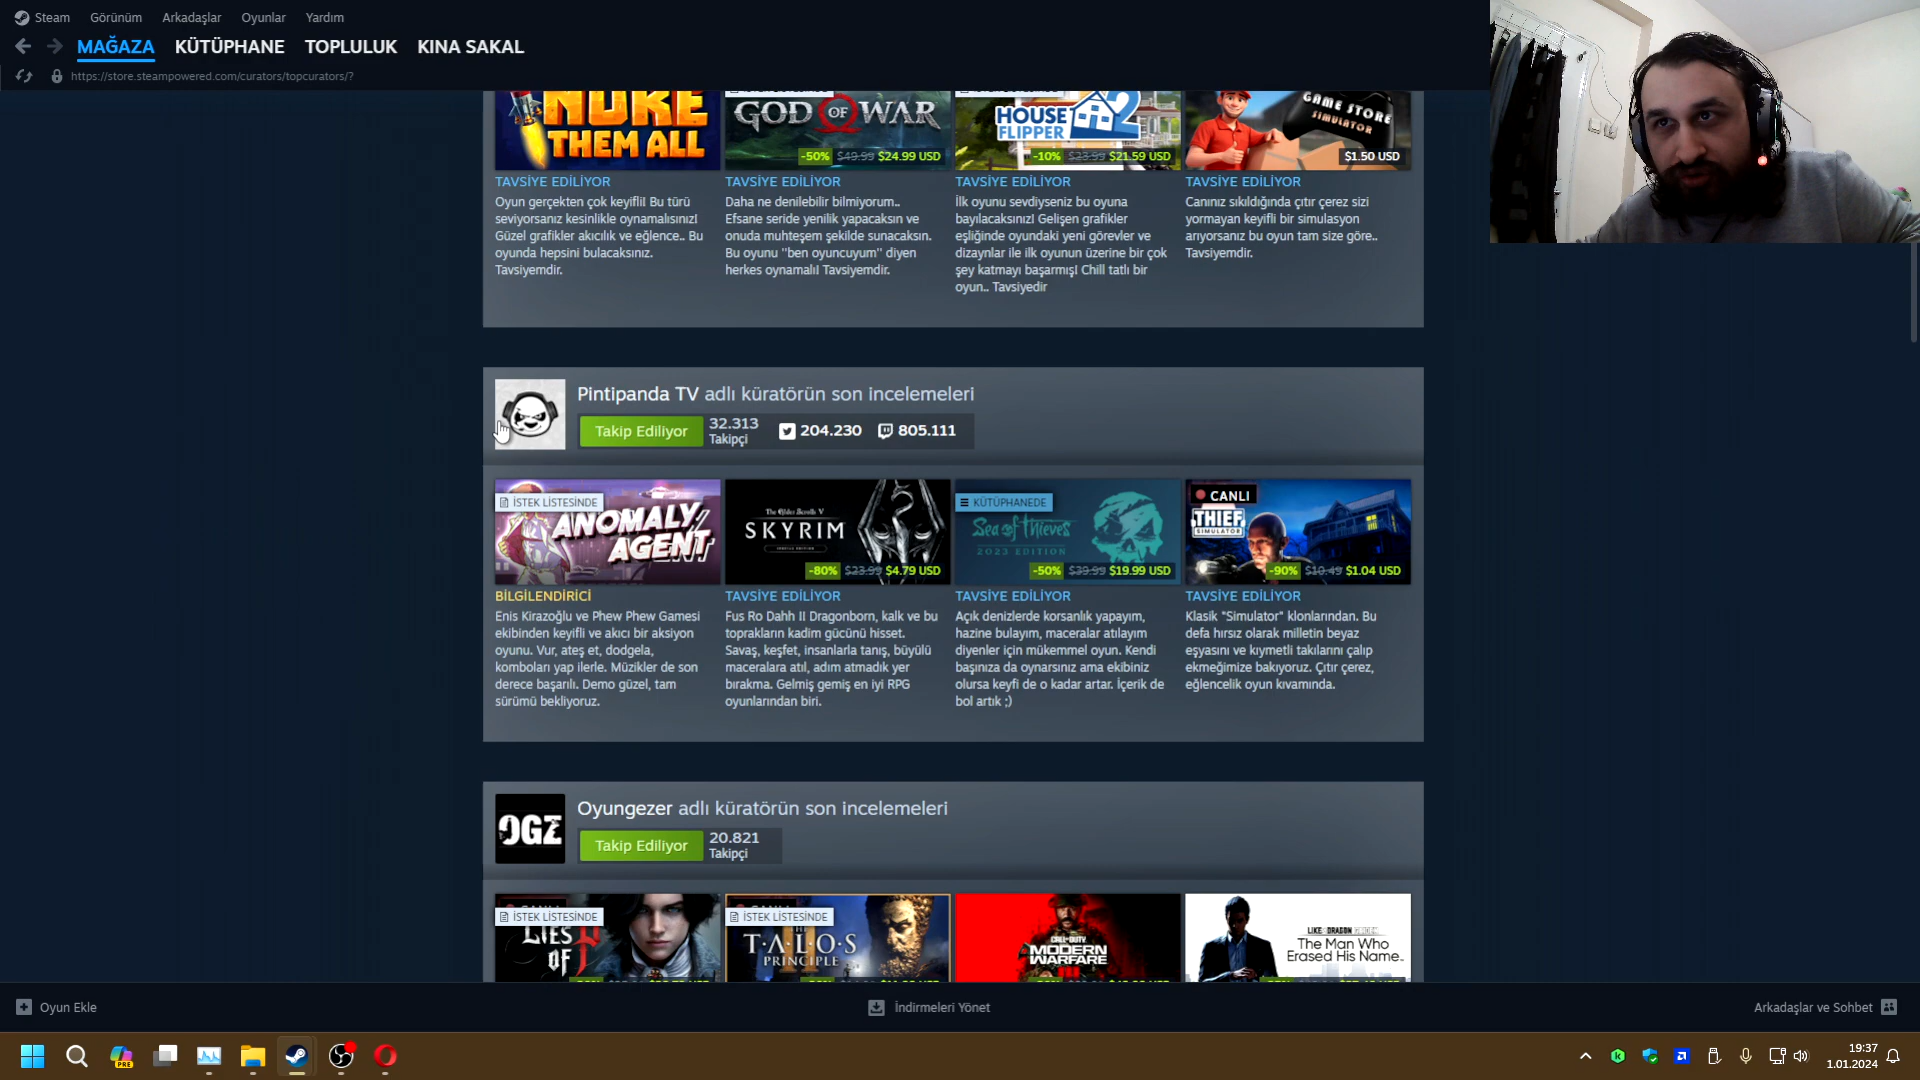 Steam Görünüm Arkadaşlar Oyunlar Yardım
MAĞAZA KÜTÜPHANE TOPLULUK KINA SAKAL
https://store.steampowered.com/curators/topcurators/?
NUKE
THEM ALL
GOD OF WAR
-50% $49.99 $24.99 USD
HOUSE
FLIPPER 2
-10% $23.99 $21.59 USD
GAME STORE
SIMULATOR
$1.50 USD
TAVSİYE EDİLİYOR
Oyun gerçekten çok keyifli! Bu türü
seviyorsanız kesinlikle oynamalısınız!
Güzel grafikler akıcılık ve eğlence.. Bu
oyunda hepsini bulacaksınız.
Tavsiyemdir.
TAVSİYE EDİLİYOR
Daha ne denilebilir bilmiyorum..
Efsane seride yenilik yapacaksın ve
onuda muhteşem şekilde sunacaksın.
Bu oyunu "ben oyuncuyum" diyen
herkes oynamalı! Tavsiyemdir.
TAVSİYE EDİLİYOR
İlk oyunu sevdiyseniz bu oyuna
bayılacaksınız! Gelişen grafikler
eşliğinde oyundaki yeni görevler ve
dizaynlar ile ilk oyunun üzerine bir çok
şey katmayı başarmış! Chill tatlı bir
oyun.. Tavsiyedir
TAVSİYE EDİLİYOR
Canınız sıkıldığında çıtır çerez sizi
yormayan keyifli bir simulasyon
arıyorsanız bu oyun tam size göre..
Tavsiyemdir.
Pintipanda TV adlı küratörün son incelemeleri
Takip Ediliyor
32.313
Takipçi
204.230
805.111
İSTEK LİSTESİNDE
ANOMALY
AGENT
The Elder Scrolls V
SKYRIM
SPECIAL EDITION
-80% $23.99 $4.79 USD
KÜTÜPHANEDE
Sea of Thieves
2023 EDITION
-50% $39.99 $19.99 USD
CANLI
THIEF
SIMULATOR
-90% $10.49 $1.04 USD
BİLGİLENDİRİCİ
Enis Kirazoğlu ve Phew Phew Gamesi
ekibinden keyifli ve akıcı bir aksiyon
oyunu. Vur, ateş et, dodgela,
komboları yap ilerle. Müzikler de son
derece başarılı. Demo güzel, tam
sürümü bekliyoruz.
TAVSİYE EDİLİYOR
Fus Ro Dahh !! Dragonborn, kalk ve bu
toprakların kadim gücünü hisset.
Savaş, keşfet, insanlarla tanış, büyülü
maceralara atıl, adım atmadık yer
bırakma. Gelmiş gemiş en iyi RPG
oyunlarından biri.
TAVSİYE EDİLİYOR
Açık denizlerde korsanlık yapayım,
hazine bulayım, maceralar atılayım
diyenler için mükemmel oyun. Kendi
başınıza da oynarsınız ama ekibiniz
olursa keyfi de o kadar artar. İçerik de
bol artık ;)
TAVSİYE EDİLİYOR
Klasik "Simulator" klonlarından. Bu
defa hırsız olarak milletin beyaz
eşyasını ve kıymetli takılarını çalıp
ekmeğimize bakıyoruz. Çıtır çerez,
eğlencelik oyun kıvamında.
OGZ
Oyungezer adlı küratörün son incelemeleri
Takip Ediliyor
20.821
Takipçi
İSTEK LİSTESİNDE
LIES
OF P
İSTEK LİSTESİNDE
THE
TALOS
PRINCIPLE
CALL OF DUTY
MODERN
WARFARE
LIKE A DRAGON GAIDEN
The Man Who
Erased His Name
Oyun Ekle
İndirmeleri Yönet
Arkadaşlar ve Sohbet
PRE
19:37
1.01.2024